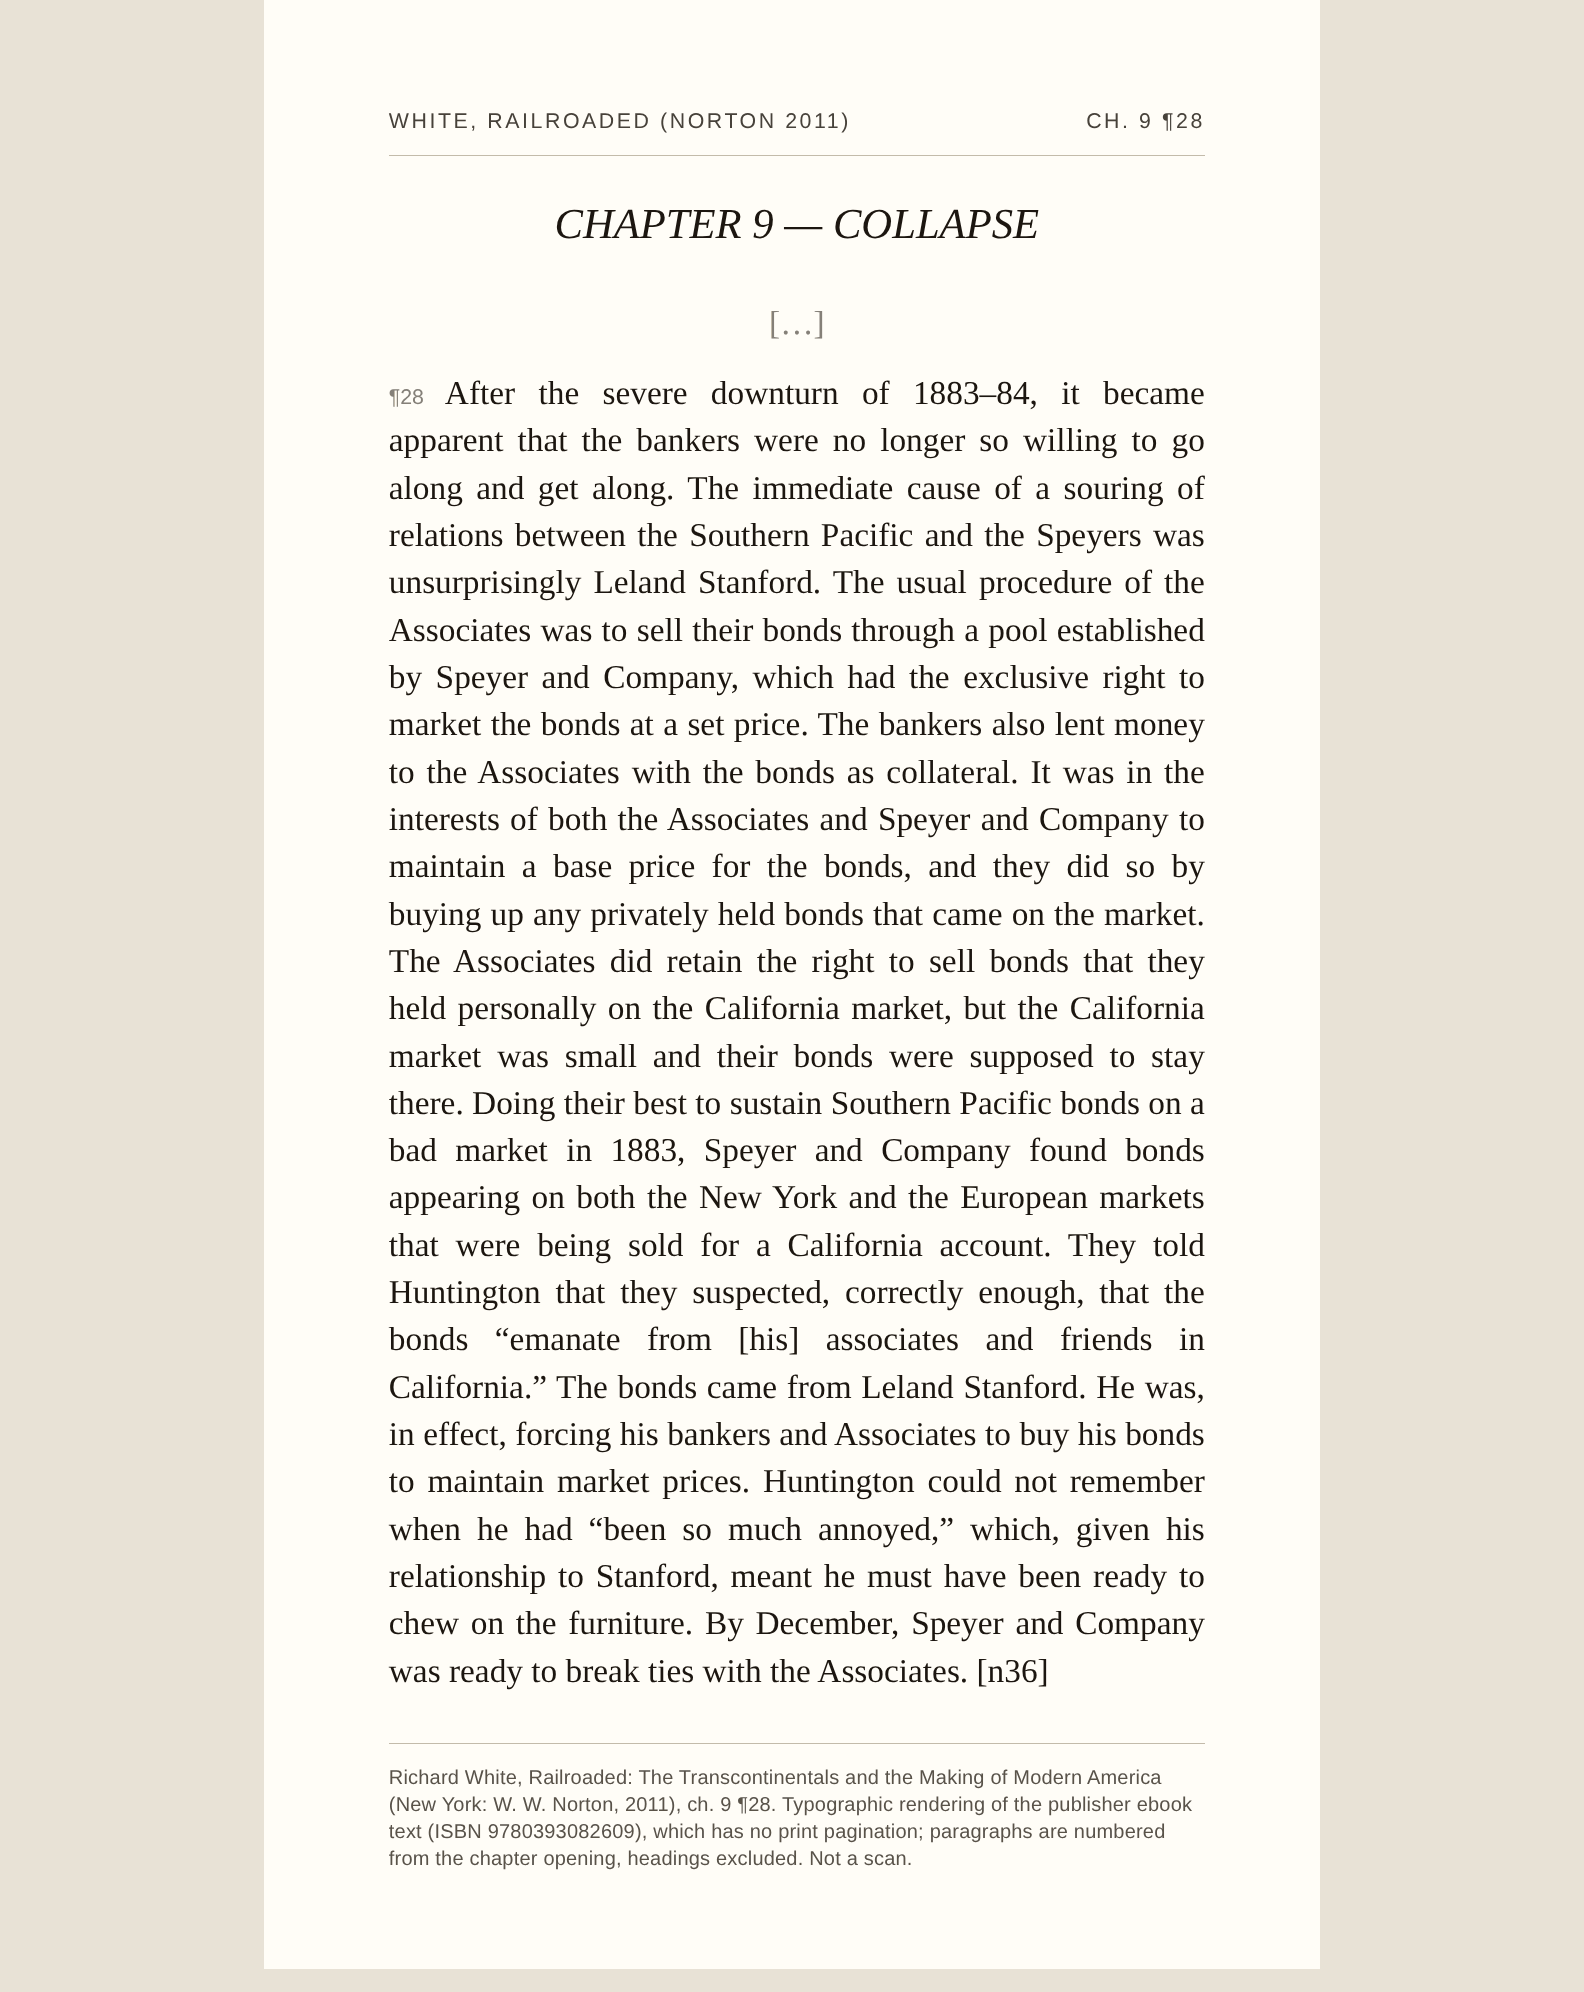 WHITE, RAILROADED (NORTON 2011)
CH. 9 ¶28
CHAPTER 9 — COLLAPSE
[…]
¶28 After the severe downturn of 1883–84, it became
apparent that the bankers were no longer so willing to go
along and get along. The immediate cause of a souring of
relations between the Southern Pacific and the Speyers was
unsurprisingly Leland Stanford. The usual procedure of the
Associates was to sell their bonds through a pool established
by Speyer and Company, which had the exclusive right to
market the bonds at a set price. The bankers also lent money
to the Associates with the bonds as collateral. It was in the
interests of both the Associates and Speyer and Company to
maintain a base price for the bonds, and they did so by
buying up any privately held bonds that came on the market.
The Associates did retain the right to sell bonds that they
held personally on the California market, but the California
market was small and their bonds were supposed to stay
there. Doing their best to sustain Southern Pacific bonds on a
bad market in 1883, Speyer and Company found bonds
appearing on both the New York and the European markets
that were being sold for a California account. They told
Huntington that they suspected, correctly enough, that the
bonds “emanate from [his] associates and friends in
California.” The bonds came from Leland Stanford. He was,
in effect, forcing his bankers and Associates to buy his bonds
to maintain market prices. Huntington could not remember
when he had “been so much annoyed,” which, given his
relationship to Stanford, meant he must have been ready to
chew on the furniture. By December, Speyer and Company
was ready to break ties with the Associates. [n36]
Richard White, Railroaded: The Transcontinentals and the Making of Modern America
(New York: W. W. Norton, 2011), ch. 9 ¶28. Typographic rendering of the publisher ebook
text (ISBN 9780393082609), which has no print pagination; paragraphs are numbered
from the chapter opening, headings excluded. Not a scan.